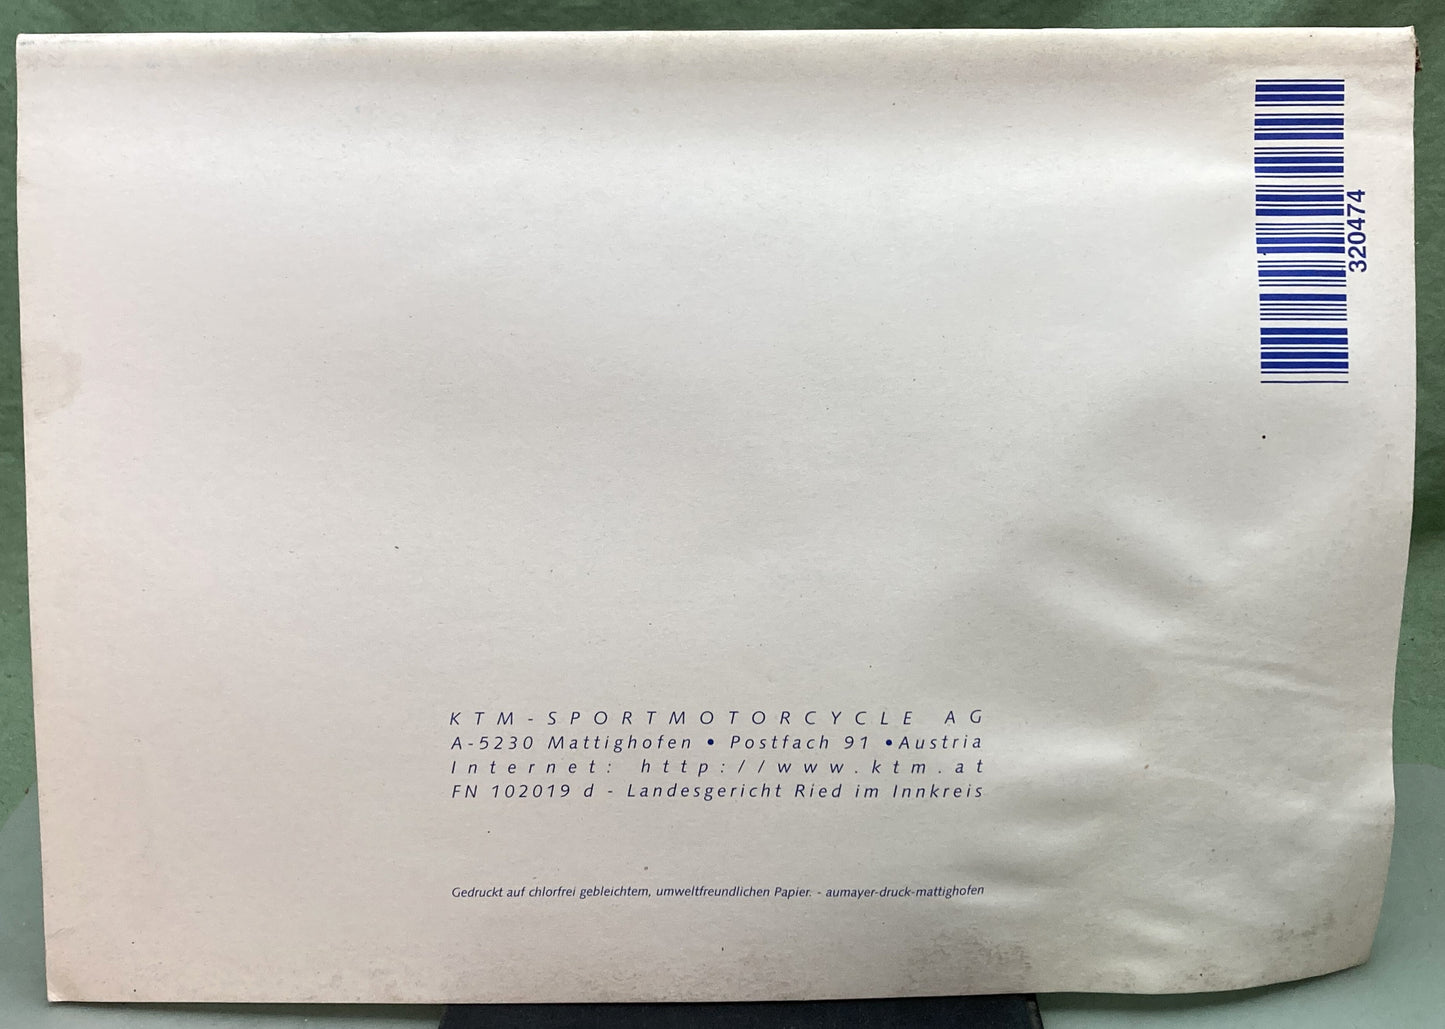 320474
KTM-SPORTMOTORCYCLE AG
A-5230 Mattighofen • Postfach 91 •Austria
Internet: http://www.ktm.at
FN 102019 d - Landesgericht Ried im Innkreis
Gedruckt auf chlorfrei gebleichtem, umweltfreundlichen Papier. - aumayer-druck-mattighofen